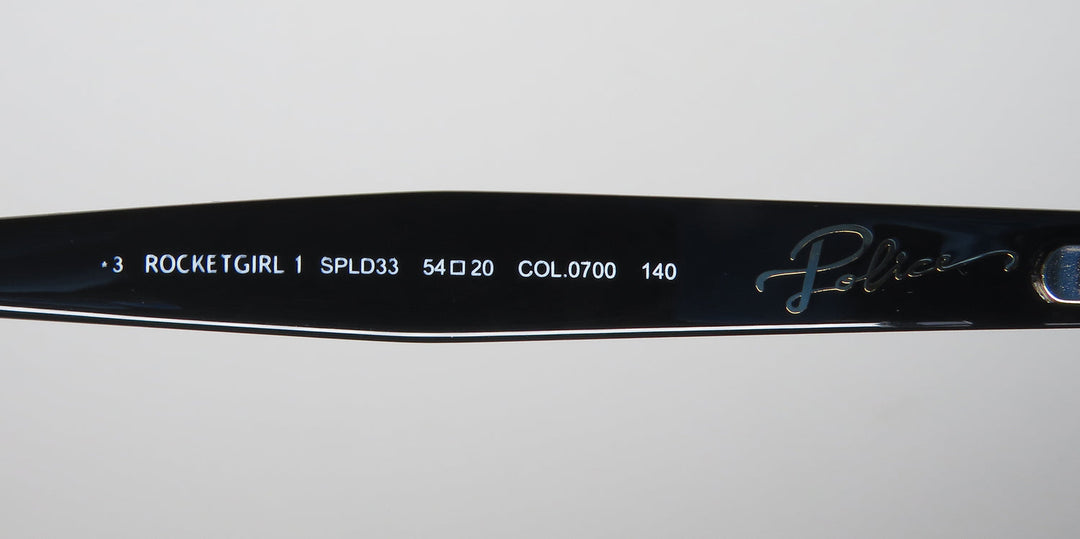 * 3 ROCKETGIRL 1 SPLD33 54□20 COL.0700 140 Police